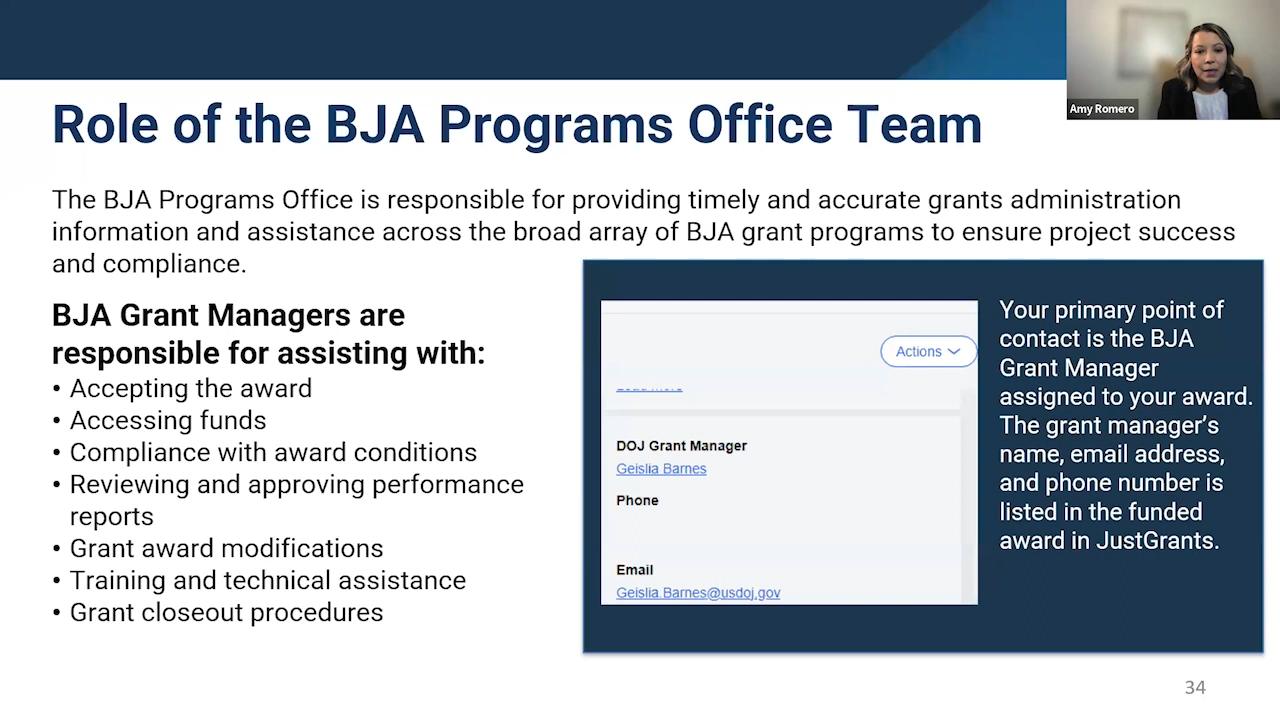 Amy Romero
Role of the BJA Programs Office Team
The BJA Programs Office is responsible for providing timely and accurate grants administration
information and assistance across the broad array of BJA grant programs to ensure project success
and compliance.
BJA Grant Managers are
responsible for assisting with:
• Accepting the award
• Accessing funds
• Compliance with award conditions
• Reviewing and approving performance
reports
• Grant award modifications
• Training and technical assistance
• Grant closeout procedures
Actions
DOJ Grant Manager
Geislia Barnes
Phone
Email
Geislia.Barnes@usdoj.gov
Your primary point of
contact is the BJA
Grant Manager
assigned to your award.
The grant manager’s
name, email address,
and phone number is
listed in the funded
award in JustGrants.
34